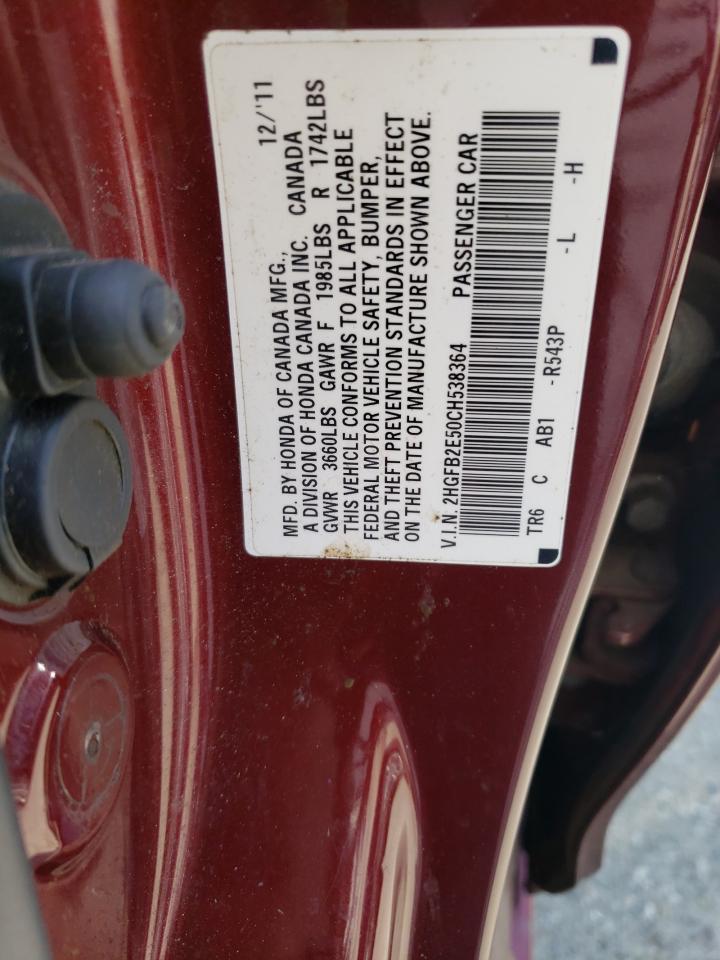 MFD. BY HONDA OF CANADA MFG., 12/'11
A DIVISION OF HONDA CANADA INC. CANADA
GVWR 3660LBS GAWR F 1985LBS R 1742LBS
THIS VEHICLE CONFORMS TO ALL APPLICABLE
FEDERAL MOTOR VEHICLE SAFETY, BUMPER,
AND THEFT PREVENTION STANDARDS IN EFFECT
ON THE DATE OF MANUFACTURE SHOWN ABOVE.
V.I.N. 2HGFB2E50CH538364 PASSENGER CAR
TR6 C AB1 -R543P -L -H